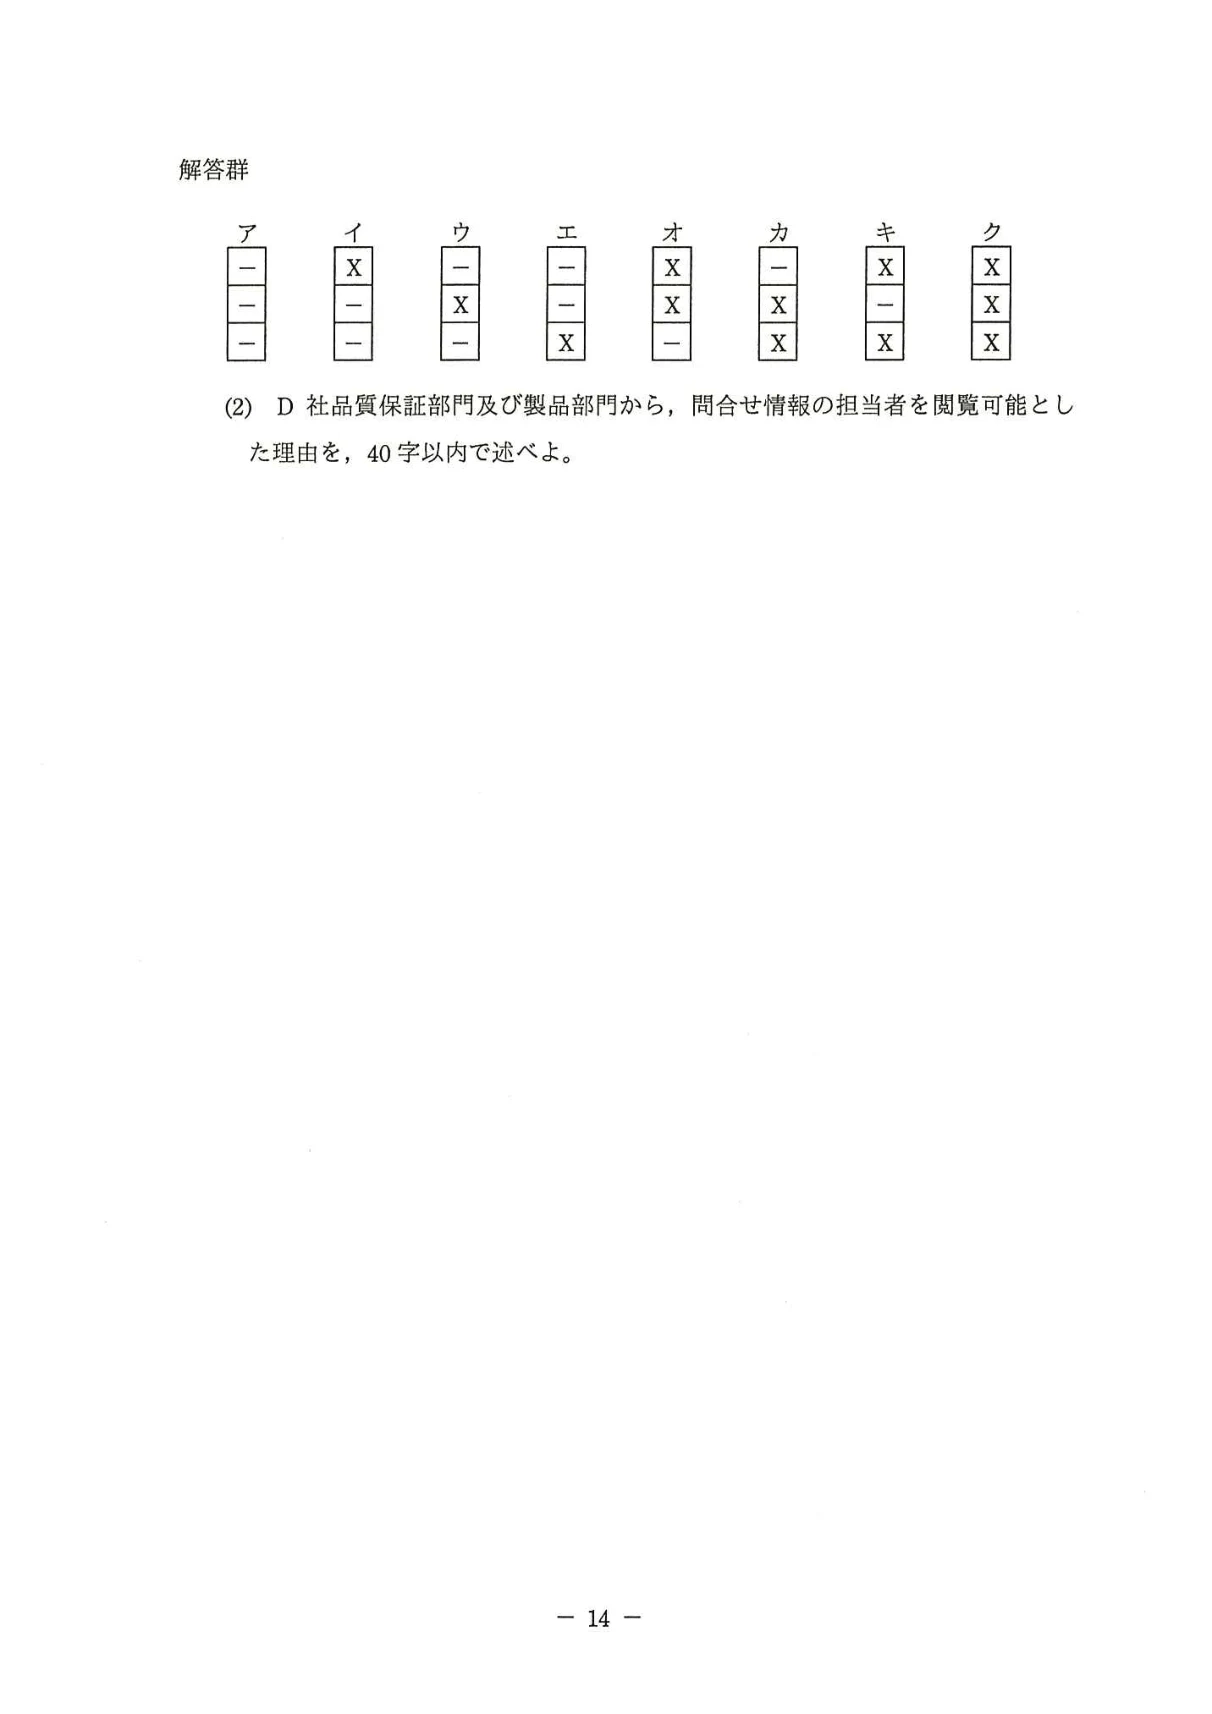 解答群
ア イ ウ エ オ カ キ ク
－ X － － X － X X
－ － X － X X － X
－ － － X － X X X
(2) D 社品質保証部門及び製品部門から，問合せ情報の担当者を閲覧可能とし
た理由を，40 字以内で述べよ。
－ 14 －